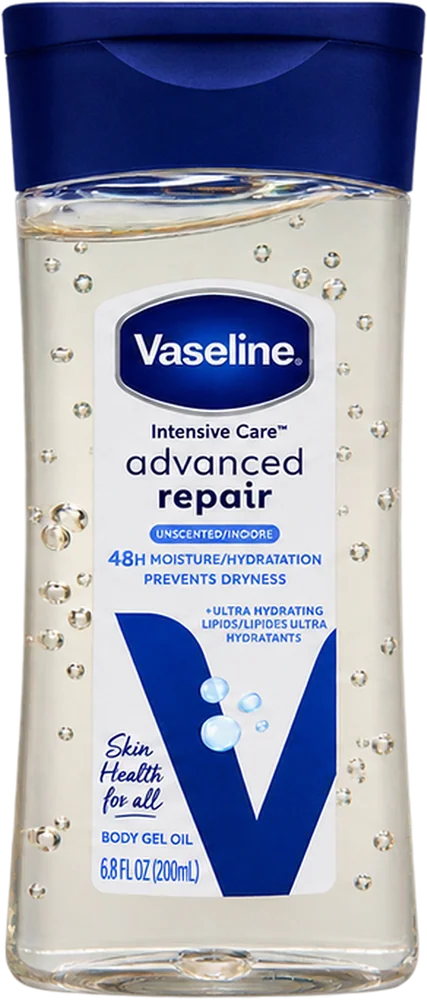 Vaseline®
Intensive Care™
advanced
repair
UNSCENTED/INODORE
48H MOISTURE/HYDRATATION
PREVENTS DRYNESS
+ULTRA HYDRATING
LIPIDS/LIPIDES ULTRA
HYDRATANTS
Skin
Health
for all
BODY GEL OIL
6.8 FL OZ (200mL)